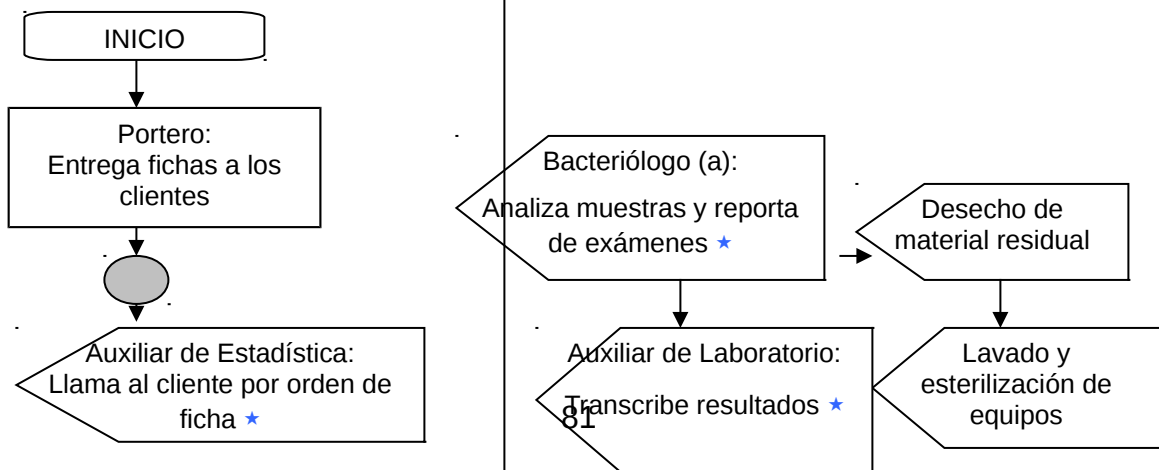 INICIO
Portero:
Entrega fichas a los
clientes
Auxiliar de Estadística:
Llama al cliente por orden de
ficha ★
Bacteriólogo (a):
Analiza muestras y reporta
de exámenes ★
Desecho de
material residual
Auxiliar de Laboratorio:
Transcribe resultados ★
81
Lavado y
esterilización de
equipos